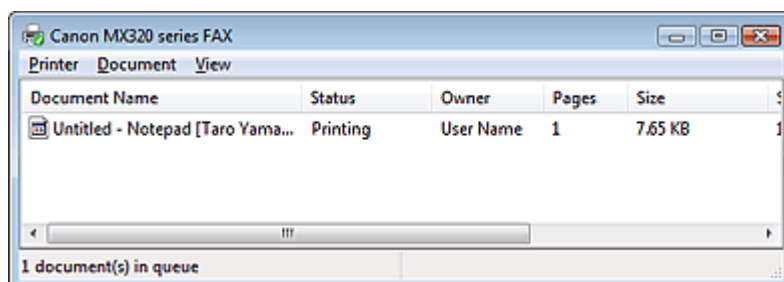 Canon MX320 series FAX
Printer Document View
Document Name Status Owner Pages Size
Untitled - Notepad [Taro Yama... Printing User Name 1 7.65 KB
1 document(s) in queue